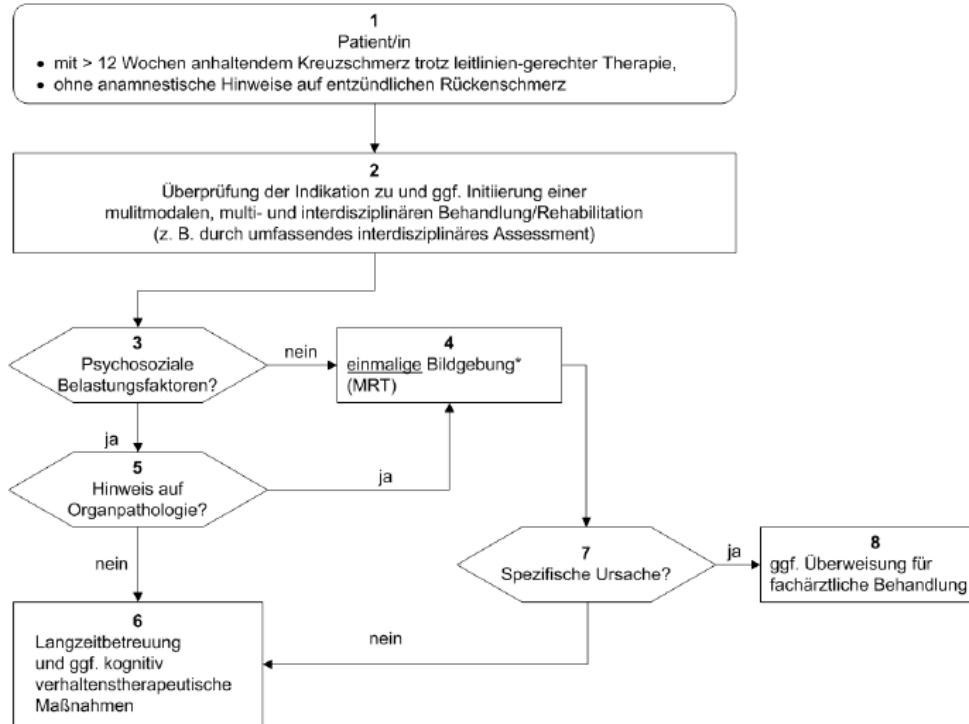 1
Patient/in
• mit > 12 Wochen anhaltendem Kreuzschmerz trotz leitlinien-gerechter Therapie,
• ohne anamnestische Hinweise auf entzündlichen Rückenschmerz
2
Überprüfung der Indikation zu und ggf. Initiierung einer
mulitmodalen, multi- und interdisziplinären Behandlung/Rehabilitation
(z. B. durch umfassendes interdisziplinäres Assessment)
3
Psychosoziale
Belastungsfaktoren?
nein
4
einmalige Bildgebung*
(MRT)
ja
5
Hinweis auf
Organpathologie?
ja
nein
7
Spezifische Ursache?
ja
8
ggf. Überweisung für
fachärztliche Behandlung
6
Langzeitbetreuung
und ggf. kognitiv
verhaltenstherapeutische
Maßnahmen
nein